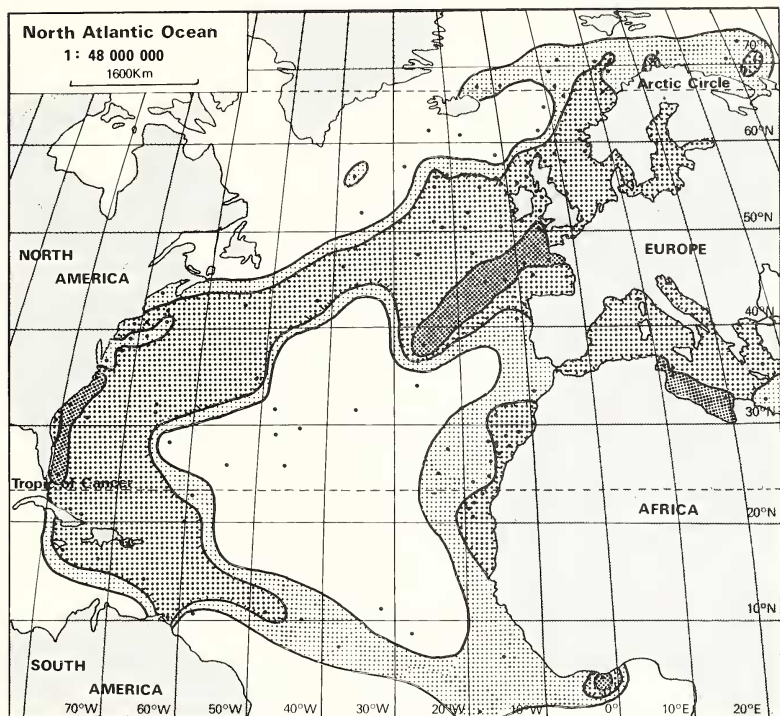 North Atlantic Ocean
1: 48 000 000
1600Km
70°N
Arctic Circle
60°N
50°N
NORTH
AMERICA
EUROPE
40°N
30°N
Tropic of Cancer
AFRICA
20°N
10°N
SOUTH
AMERICA
70°W 60°W 50°W 40°W 30°W 20°W 10°W 0° 10°E 20°E